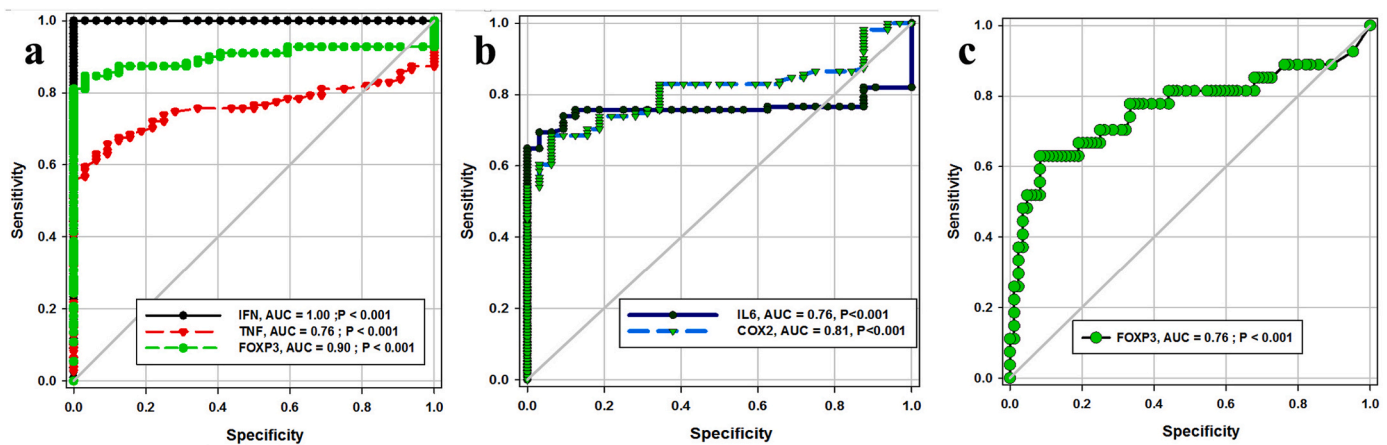 a
1.0
0.8
0.6
0.4
0.2
0.0
Sensitivity
0.0 0.2 0.4 0.6 0.8 1.0
Specificity
IFN, AUC = 1.00 ;P < 0.001
TNF, AUC = 0.76 ; P < 0.001
FOXP3, AUC = 0.90 ; P < 0.001
b
1.0
0.8
0.6
0.4
0.2
0.0
Sensitivity
0.0 0.2 0.4 0.6 0.8 1.0
Specificity
IL6, AUC = 0.76, P<0.001
COX2, AUC = 0.81, P<0.001
c
1.0
0.8
0.6
0.4
0.2
0.0
Sensitivity
0.0 0.2 0.4 0.6 0.8 1.0
Specificity
FOXP3, AUC = 0.76 ; P < 0.001